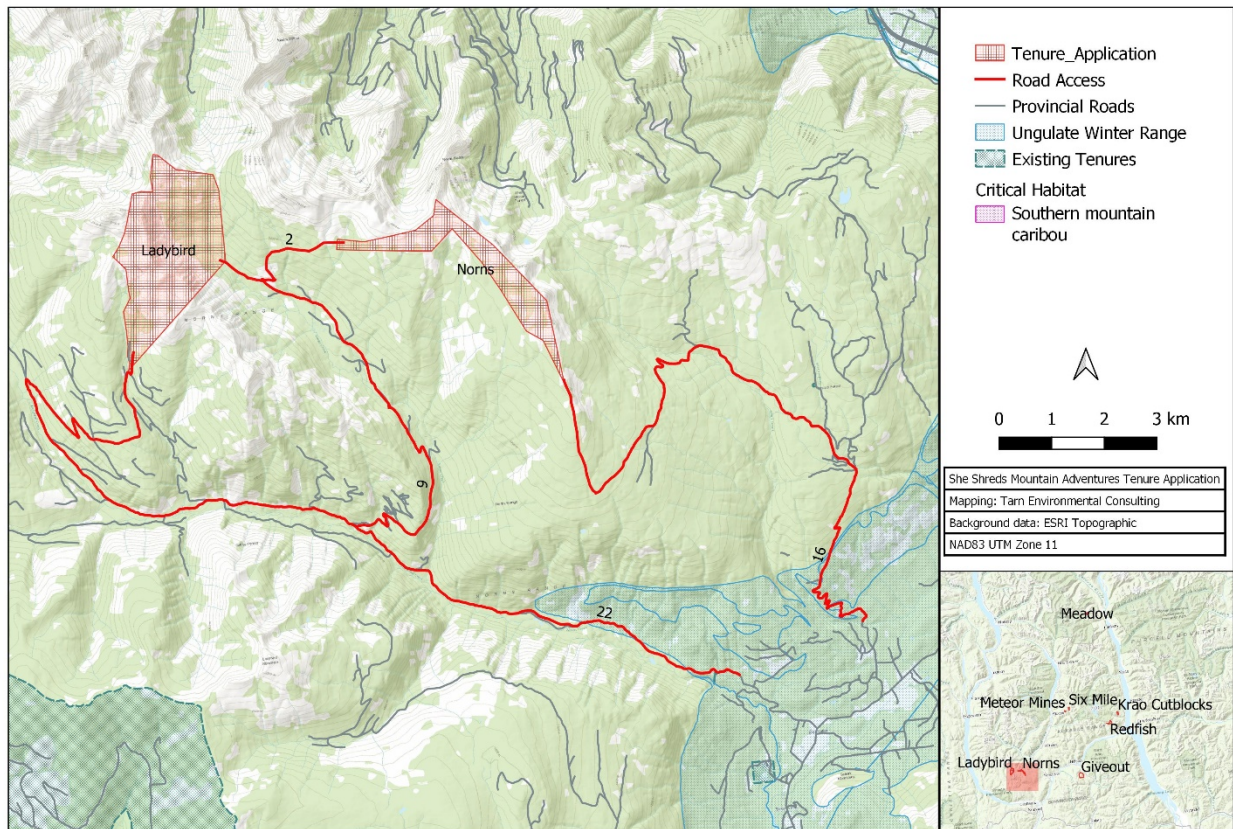 Ladybird
2
Norns
9
16
22
Tenure_Application
Road Access
Provincial Roads
Ungulate Winter Range
Existing Tenures
Critical Habitat
Southern mountain
caribou
0 1 2 3 km
She Shreds Mountain Adventures Tenure Application
Mapping: Tarn Environmental Consulting
Background data: ESRI Topographic
NAD83 UTM Zone 11
Meadow
Meteor Mines Six Mile Krao Cutblocks
Redfish
Ladybird Norns Giveout